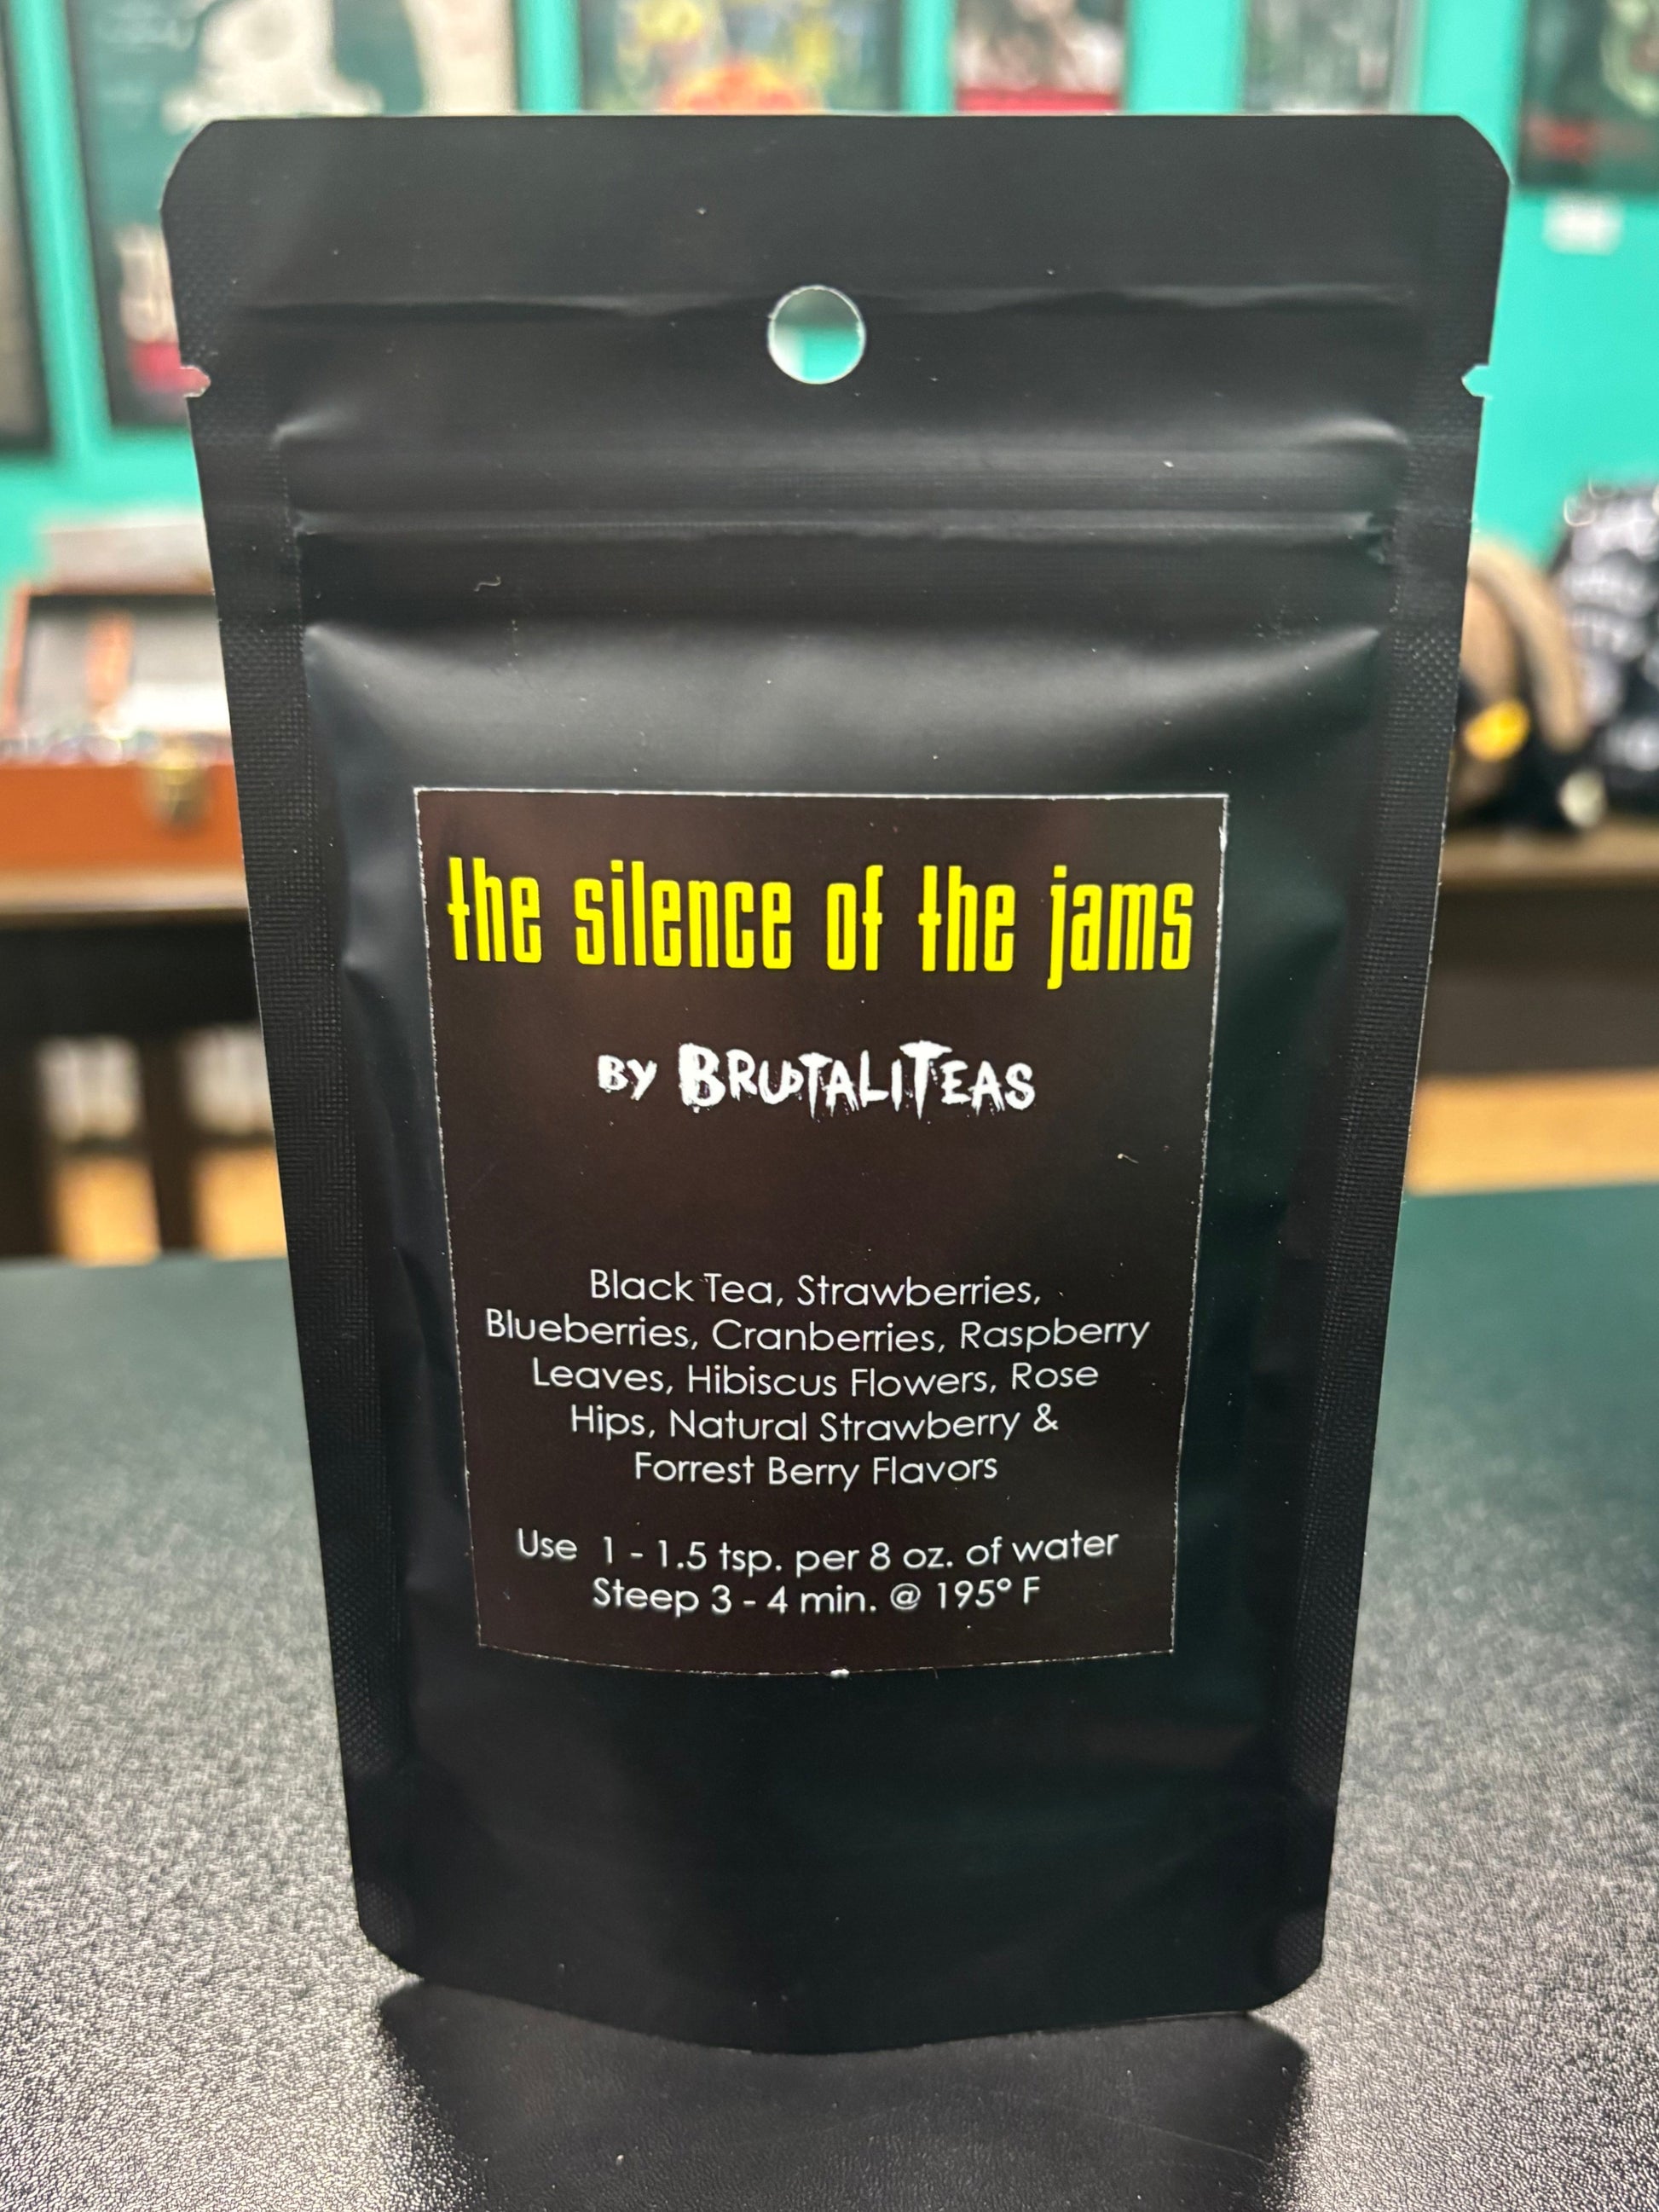 the silence of the jams
BY BRUTALITEAS
Black Tea, Strawberries,
Blueberries, Cranberries, Raspberry
Leaves, Hibiscus Flowers, Rose
Hips, Natural Strawberry &
Forrest Berry Flavors
Use 1 - 1.5 tsp. per 8 oz. of water
Steep 3 - 4 min. @ 195° F